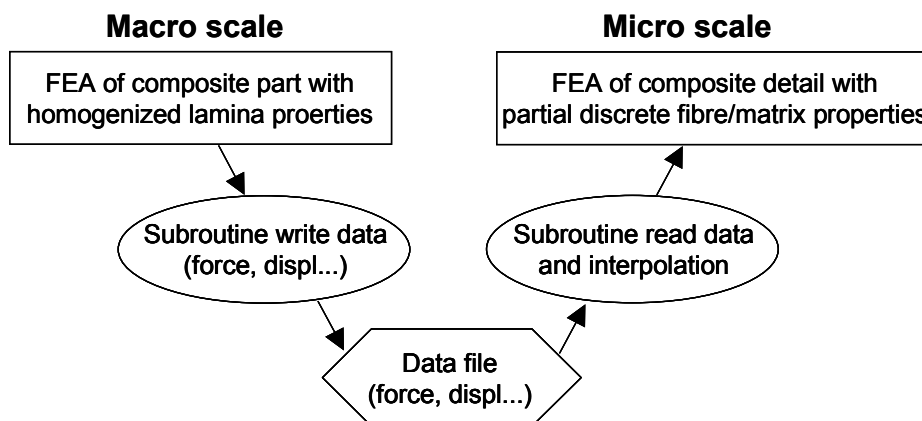 Macro scale
FEA of composite part with
homogenized lamina proerties
Subroutine write data
(force, displ...)
Data file
(force, displ...)
Micro scale
FEA of composite detail with
partial discrete fibre/matrix properties
Subroutine read data
and interpolation